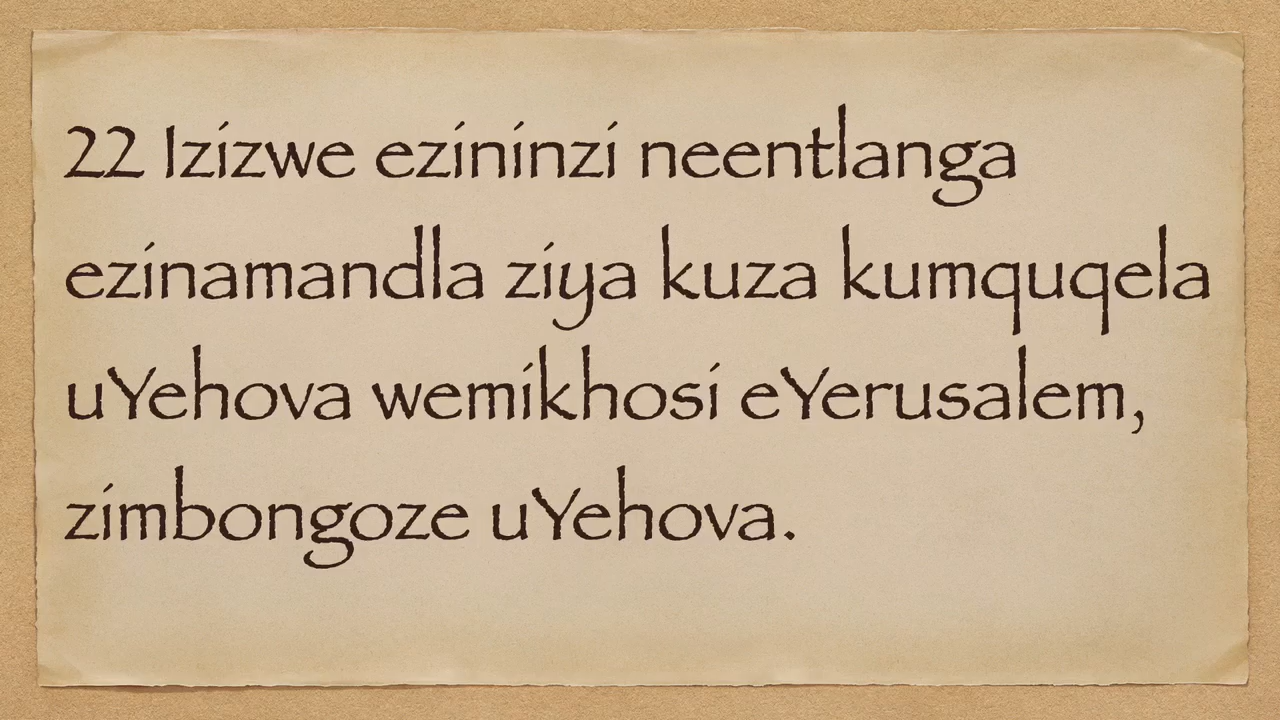 22 Izizwe ezininzi neentlanga
ezinamandla ziya kuza kumquqela
uYehova wemikhosi eYerusalem,
zimbongoze uYehova.